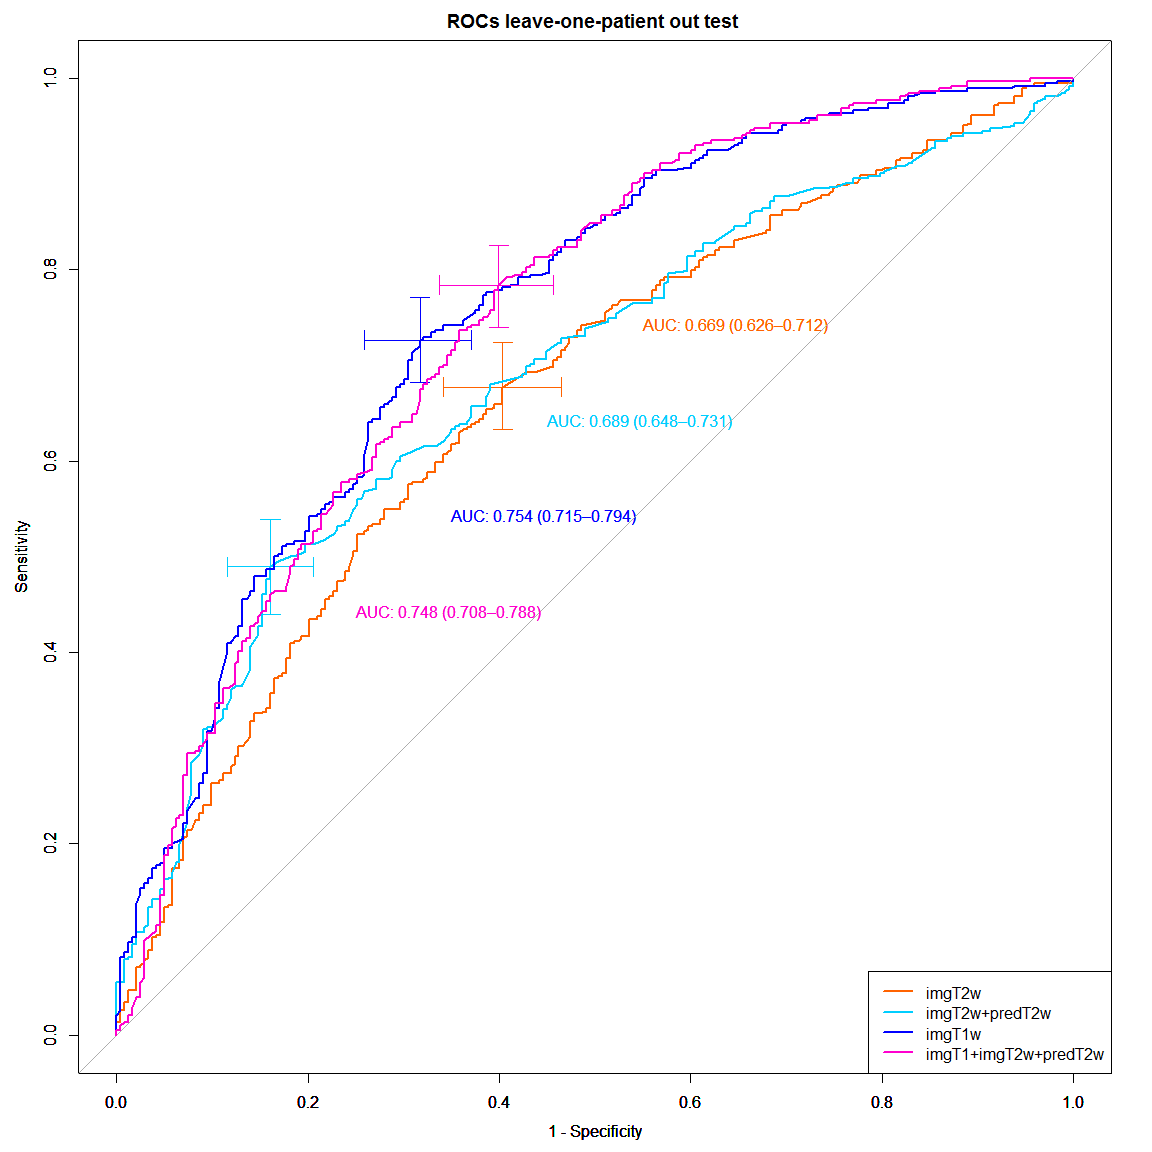 ROCs leave-one-patient out test
Sensitivity
1.0
0.8
0.6
0.4
0.2
0.0
AUC: 0.669 (0.626–0.712)
AUC: 0.689 (0.648–0.731)
AUC: 0.754 (0.715–0.794)
AUC: 0.748 (0.708–0.788)
imgT2w
imgT2w+predT2w
imgT1w
imgT1+imgT2w+predT2w
0.0 0.2 0.4 0.6 0.8 1.0
1 - Specificity